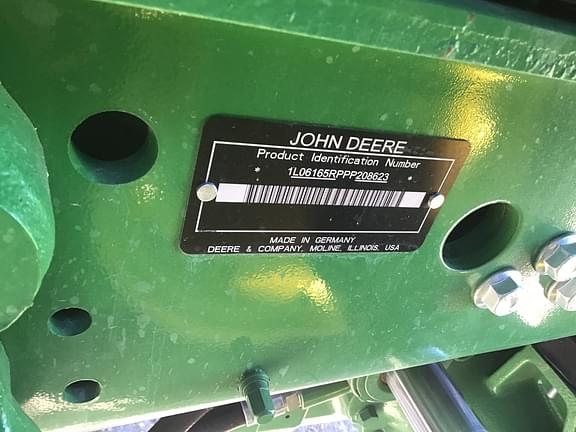 JOHN DEERE
Product Identification Number
1L06165RPPP208623
MADE IN GERMANY
DEERE & COMPANY, MOLINE, ILLINOIS, USA